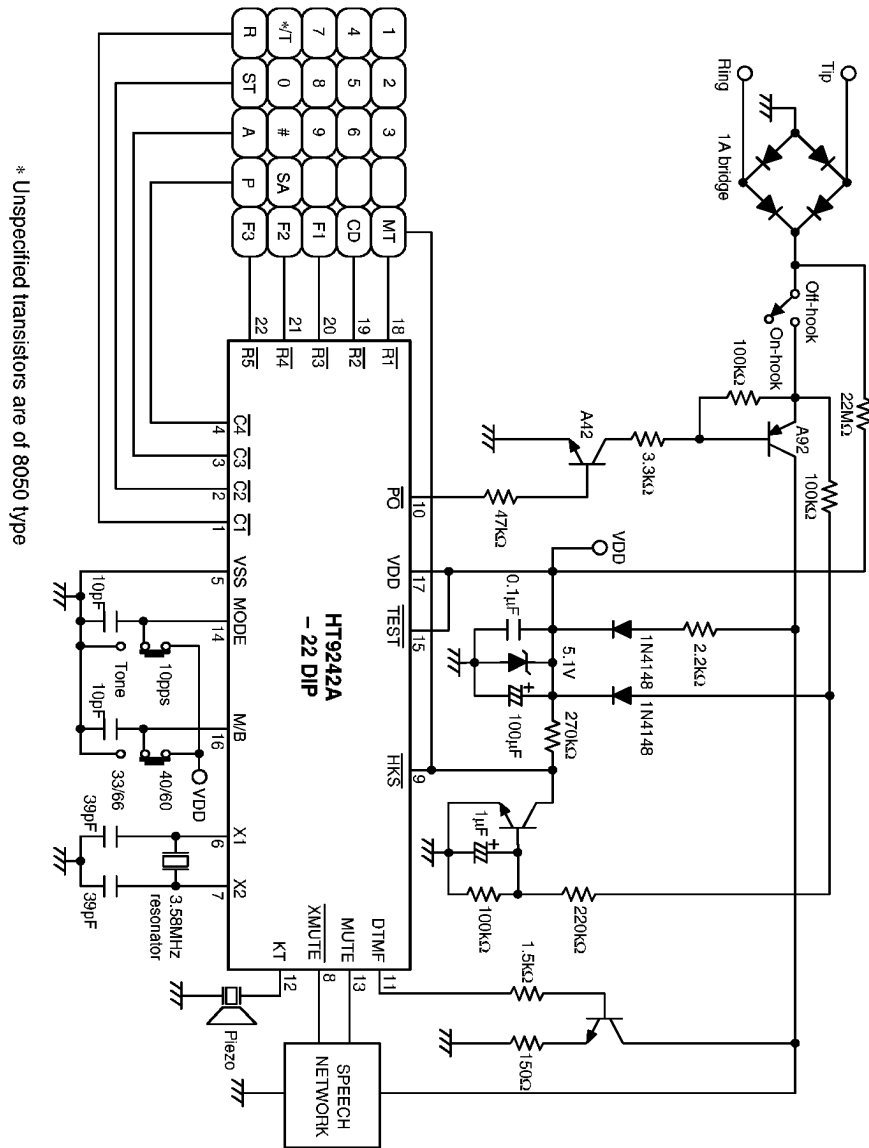 Tip
Ring
1A bridge
Off-hook
On-hook
22MΩ
100kΩ
A92
100kΩ
3.3kΩ
A42
47kΩ
VDD
2.2kΩ
1N4148
1N4148
0.1µF
5.1V
+
100µF
270kΩ
+
1µF
100kΩ
220kΩ
1.5kΩ
150Ω
1 2 3 MT
4 5 6 CD
7 8 9 F1
*/T 0 # SA F2
R ST A P F3
18 R1
19 R2
20 R3
21 R4
22 R5
4 C4
3 C3
2 C2
1 C1
10 PO
17 VDD
15 TEST
9 HKS
HT9242A
– 22 DIP
5 VSS
14 MODE
16 M/B
6 X1
7 X2
11 DTMF
13 MUTE
8 XMUTE
12 KT
10pF
Tone
10pps
10pF
33/66
40/60
VDD
39pF
39pF
3.58MHz
resonator
Piezo
SPEECH
NETWORK
* Unspecified transistors are of 8050 type